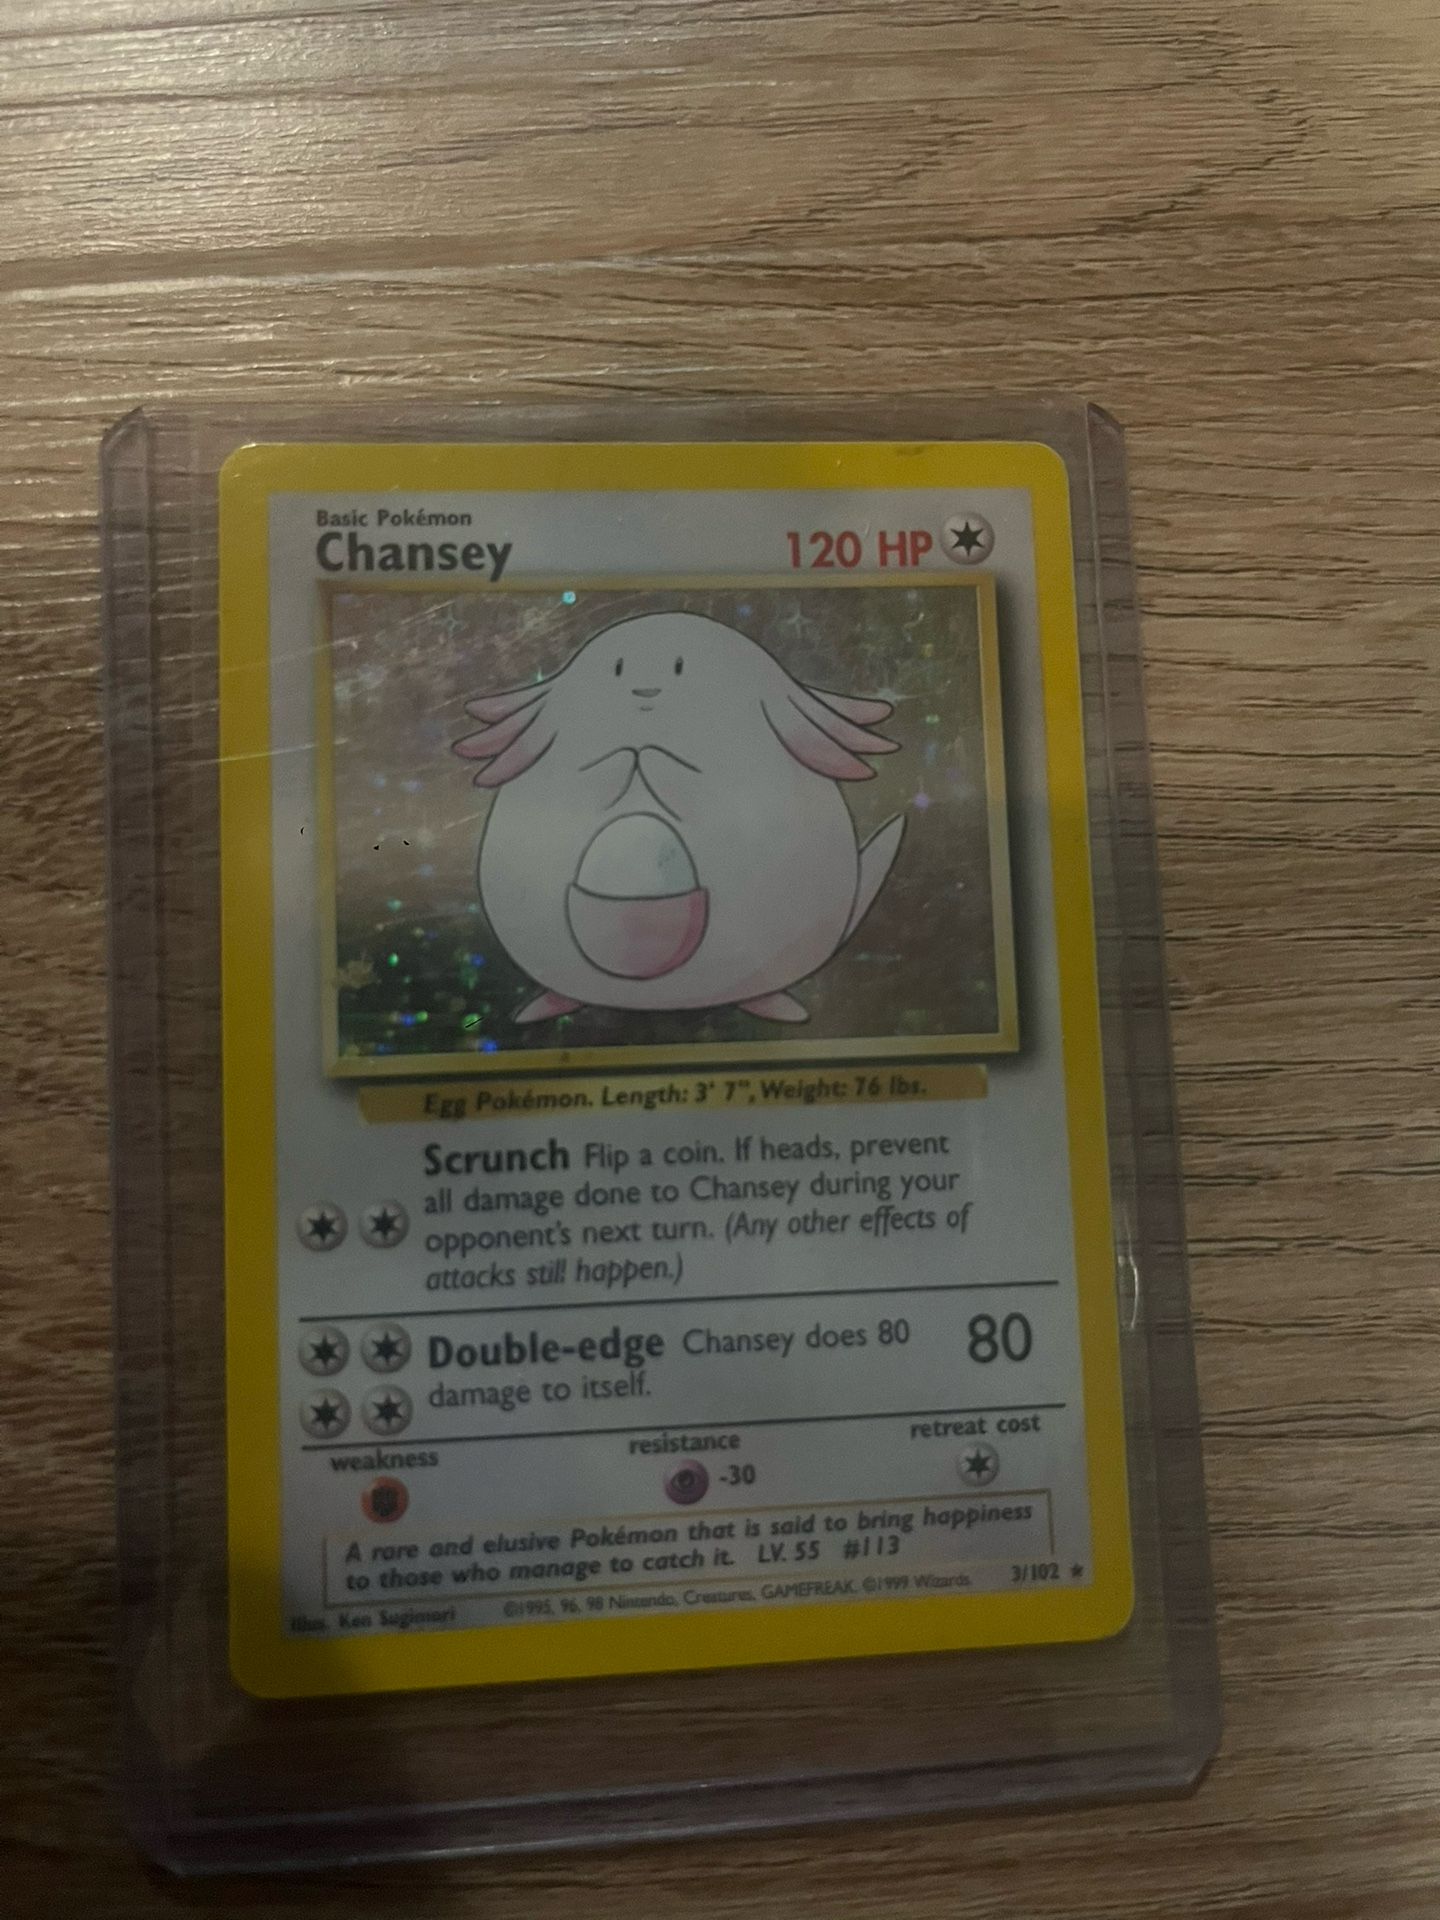 Basic Pokémon
Chansey
120 HP
Egg Pokémon. Length: 3' 7", Weight: 76 lbs.
Scrunch Flip a coin. If heads, prevent
all damage done to Chansey during your
opponent's next turn. (Any other effects of
attacks still happen.)
Double-edge Chansey does 80
damage to itself.
80
weakness
resistance
-30
retreat cost
A rare and elusive Pokémon that is said to bring happiness
to those who manage to catch it. LV. 55 #113
Illus. Ken Sugimori
©1995, 96, 98 Nintendo, Creatures, GAMEFREAK. ©1999 Wizards.
3/102 ★